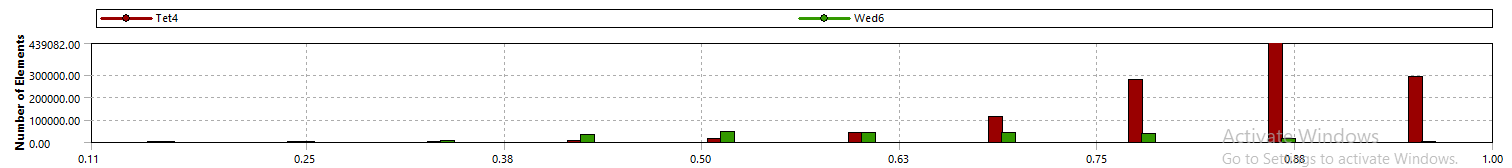 Tet4 Wed6
Number of Elements
439082.00
300000.00
200000.00
100000.00
0.00
0.11 0.25 0.38 0.50 0.63 0.75 0.88 1.00
Activate Windows
Go to Settings to activate Windows.